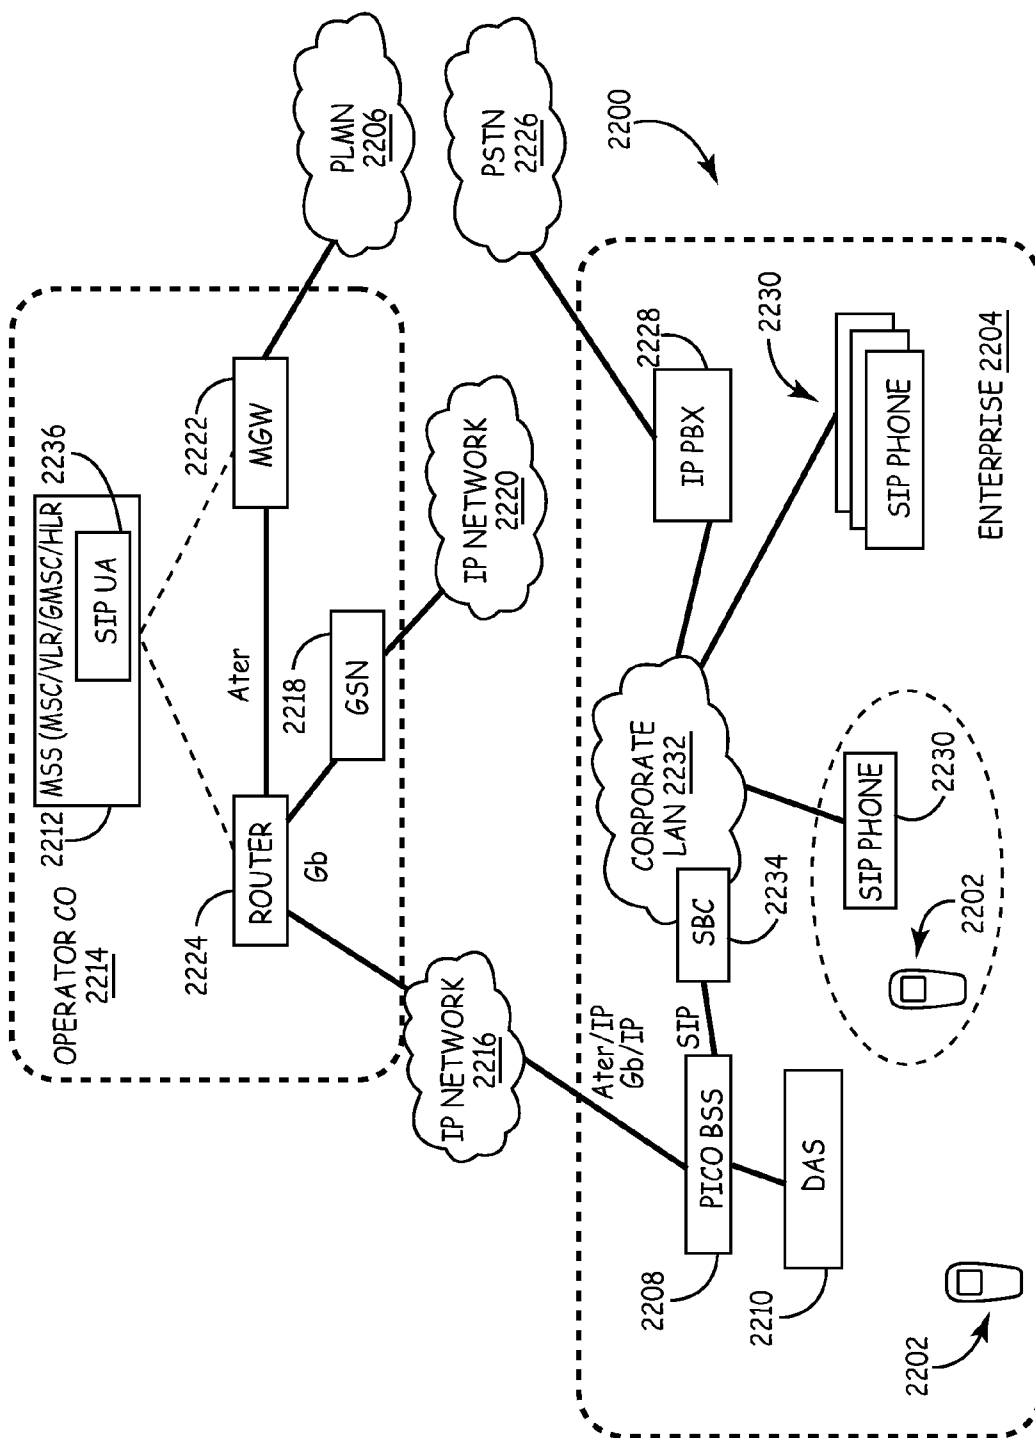 OPERATOR CO
2214
2212
MSS (MSC/VLR/GMSC/HLR
SIP UA
2236
2224
ROUTER
Gb
Ater
2218
GSN
2222
MGW
PLMN
2206
IP NETWORK
2220
PSTN
2226
2200
IP NETWORK
2216
Ater/IP
Gb/IP
SIP
2208
PICO BSS
2210
DAS
2202
SBC
2234
CORPORATE
LAN 2232
IP PBX
2228
2230
SIP PHONE
SIP PHONE
2230
2202
ENTERPRISE 2204